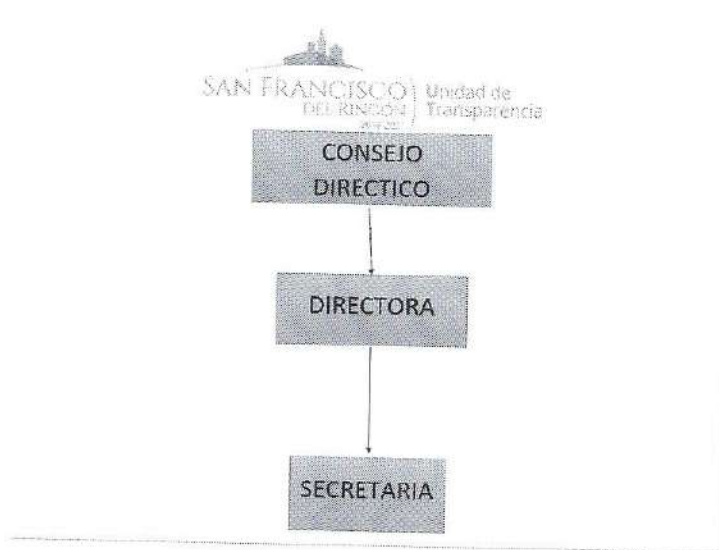 SAN FRANCISCO
DEL RINCÓN
Unidad de
Transparencia
CONSEJO
DIRECTICO
DIRECTORA
SECRETARIA